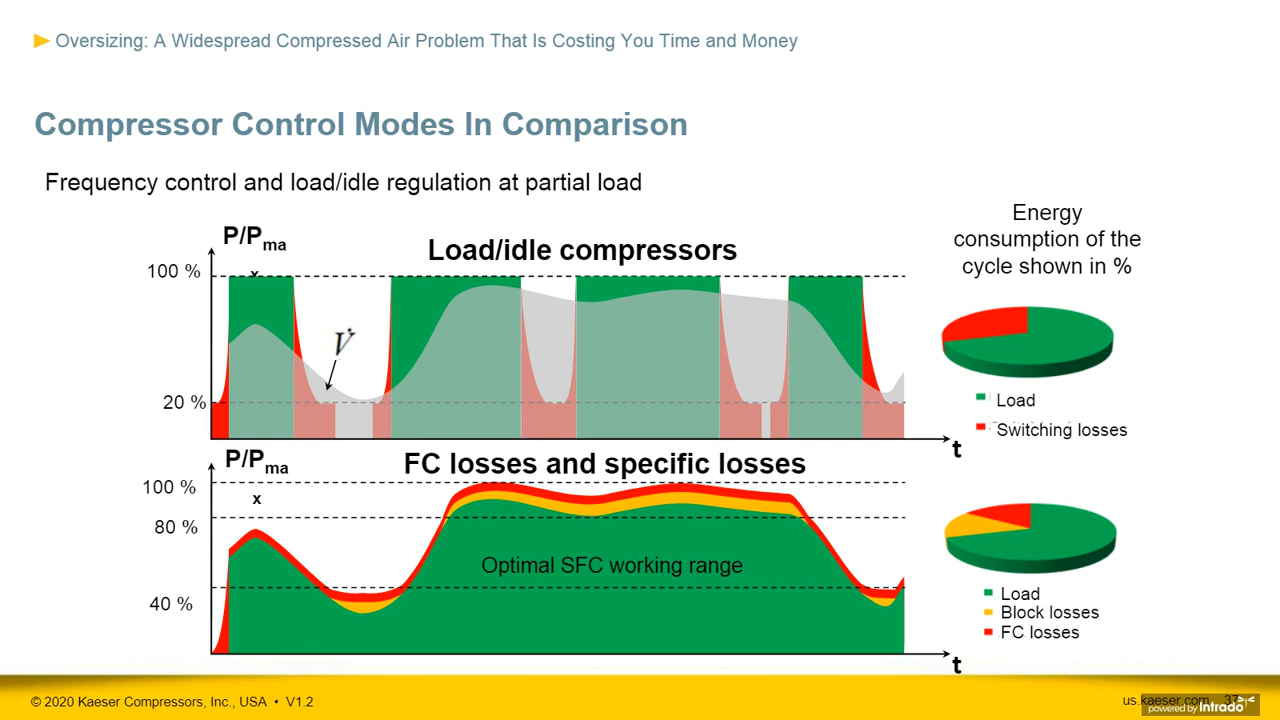 Oversizing: A Widespread Compressed Air Problem That Is Costing You Time and Money
Compressor Control Modes In Comparison
Frequency control and load/idle regulation at partial load
Energy
consumption of the
cycle shown in %
P/Pma
x
Load/idle compressors
100 %
V̇
20 %
t
Load
Switching losses
P/Pma
x
FC losses and specific losses
100 %
80 %
Optimal SFC working range
40 %
t
Load
Block losses
FC losses
© 2020 Kaeser Compressors, Inc., USA • V1.2
us.kaeser.com
powered by intrado